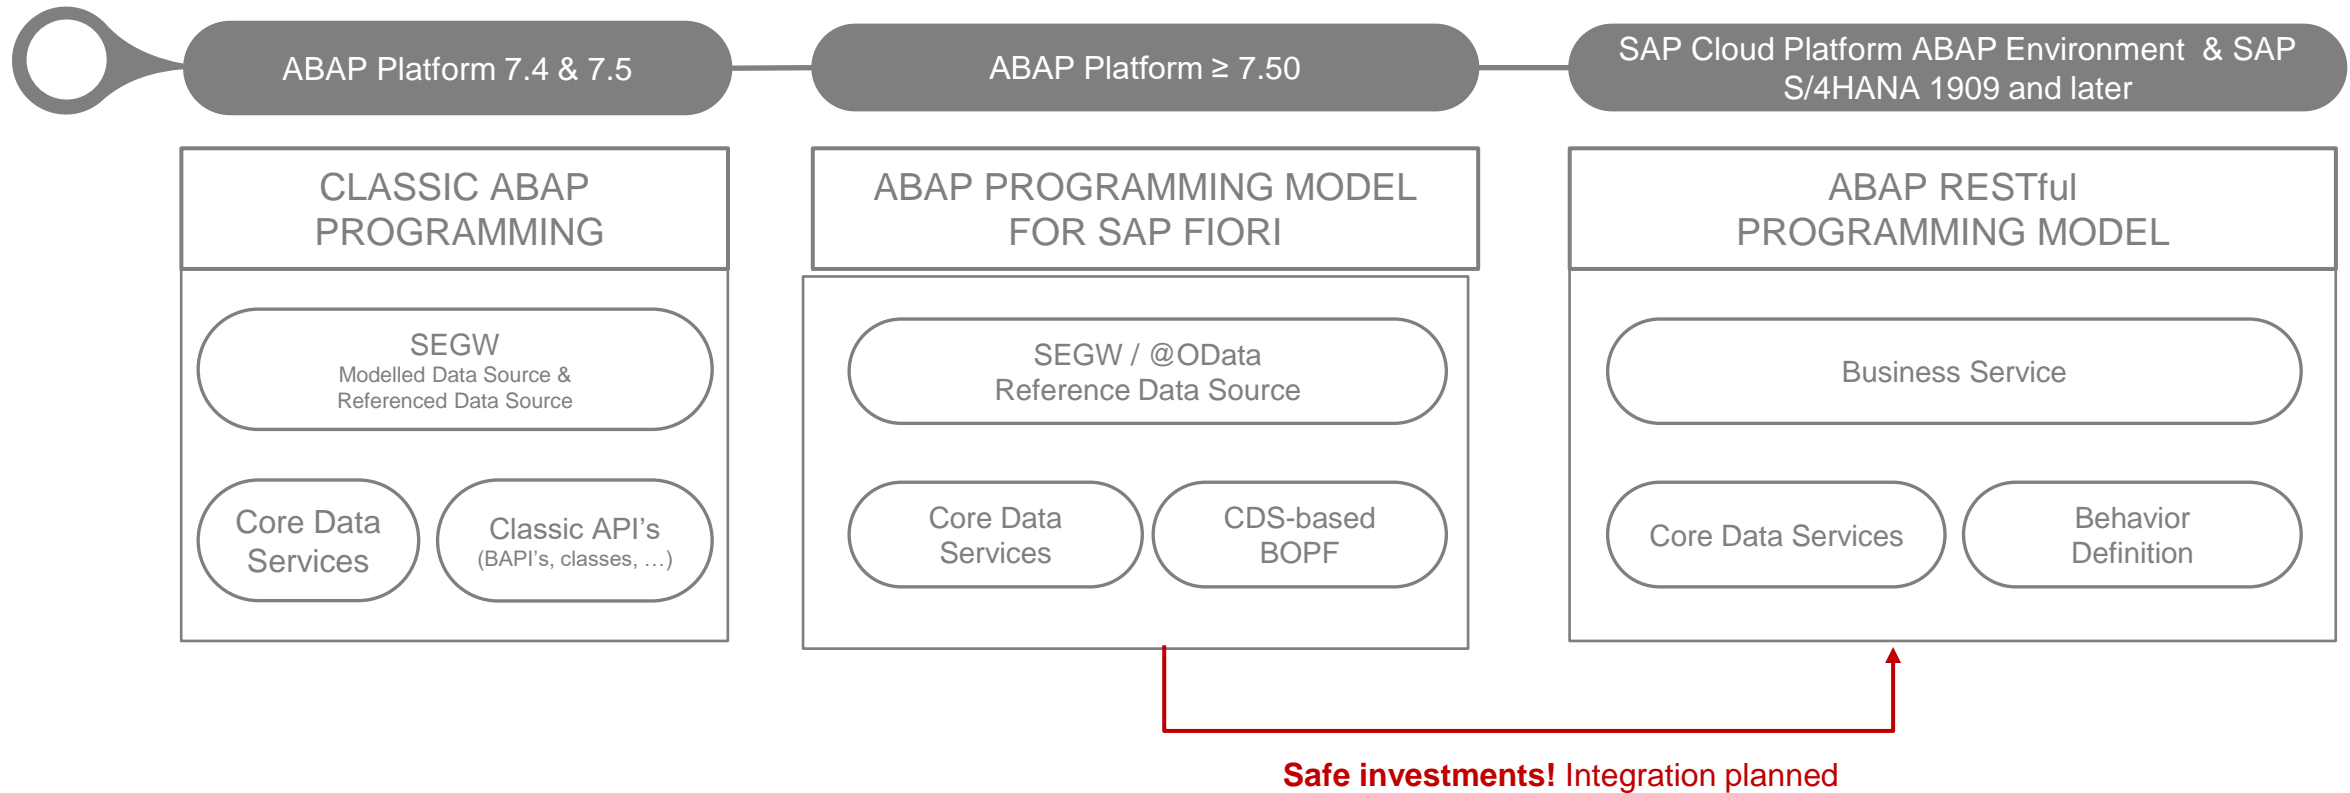 ABAP Platform 7.4 & 7.5
ABAP Platform ≥ 7.50
SAP Cloud Platform ABAP Environment & SAP
S/4HANA 1909 and later
CLASSIC ABAP
PROGRAMMING
ABAP PROGRAMMING MODEL
FOR SAP FIORI
ABAP RESTful
PROGRAMMING MODEL
SEGW
Modelled Data Source &
Referenced Data Source
SEGW / @OData
Reference Data Source
Business Service
Core Data
Services
Classic API’s
(BAPI’s, classes, …)
Core Data
Services
CDS-based
BOPF
Core Data Services
Behavior
Definition
Safe investments! Integration planned